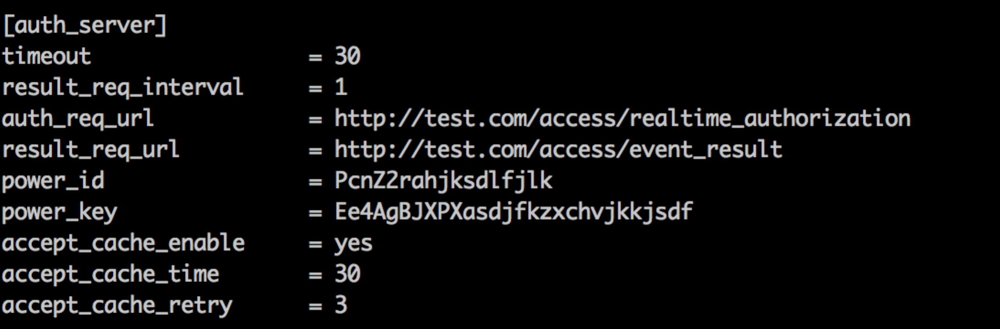 [auth_server]
timeout = 30
result_req_interval = 1
auth_req_url = http://test.com/access/realtime_authorization
result_req_url = http://test.com/access/event_result
power_id = PcnZ2rahjksdlfjlk
power_key = Ee4AgBJXPXasdjfkzxchvjkkjsdf
accept_cache_enable = yes
accept_cache_time = 30
accept_cache_retry = 3